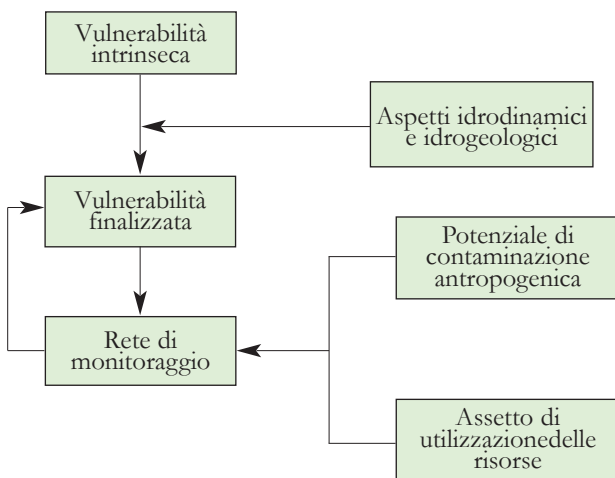 Vulnerabilità
intrinseca
Aspetti idrodinamici
e idrogeologici
Vulnerabilità
finalizzata
Potenziale di
contaminazione
antropogenica
Rete di
monitoraggio
Assetto di
utilizzazionedelle
risorse